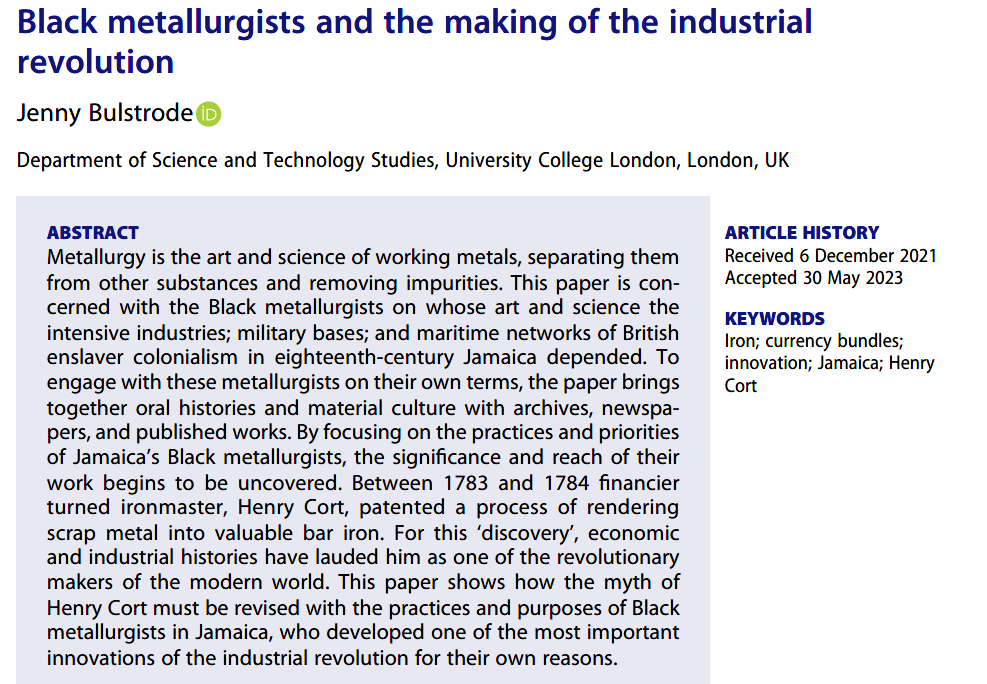 Black metallurgists and the making of the industrial
revolution
Jenny Bulstrode iD
Department of Science and Technology Studies, University College London, London, UK
ABSTRACT
Metallurgy is the art and science of working metals, separating them
from other substances and removing impurities. This paper is con-
cerned with the Black metallurgists on whose art and science the
intensive industries; military bases; and maritime networks of British
enslaver colonialism in eighteenth-century Jamaica depended. To
engage with these metallurgists on their own terms, the paper brings
together oral histories and material culture with archives, newspa-
pers, and published works. By focusing on the practices and priorities
of Jamaica's Black metallurgists, the significance and reach of their
work begins to be uncovered. Between 1783 and 1784 financier
turned ironmaster, Henry Cort, patented a process of rendering
scrap metal into valuable bar iron. For this 'discovery', economic
and industrial histories have lauded him as one of the revolutionary
makers of the modern world. This paper shows how the myth of
Henry Cort must be revised with the practices and purposes of Black
metallurgists in Jamaica, who developed one of the most important
innovations of the industrial revolution for their own reasons.
ARTICLE HISTORY
Received 6 December 2021
Accepted 30 May 2023
KEYWORDS
Iron; currency bundles;
innovation; Jamaica; Henry
Cort